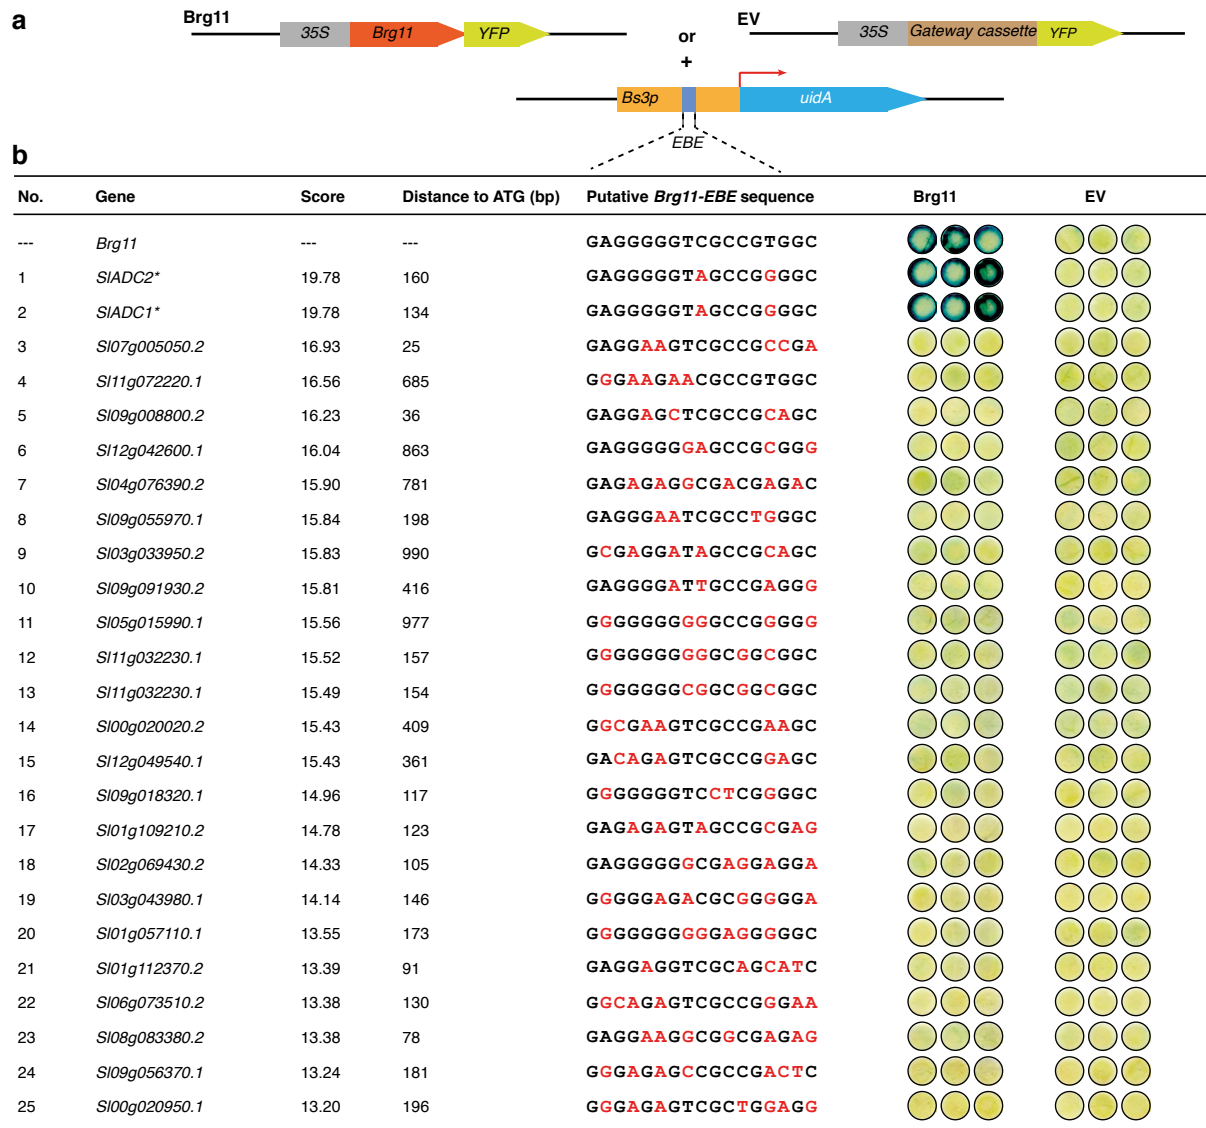 a
Brg11
35S Brg11 YFP
or
+
EV
35S Gateway cassette YFP
Bs3p uidA
EBE
b
No. Gene Score Distance to ATG (bp) Putative Brg11-EBE sequence Brg11 EV
--- Brg11 --- --- GAGGGGGTCGCCGTGGC
1 SlADC2* 19.78 160 GAGGGGGTAGCCGGGGC
2 SlADC1* 19.78 134 GAGGGGGTAGCCGGGGC
3 Sl07g005050.2 16.93 25 GAGGAAGTCGCCGCCGA
4 Sl11g072220.1 16.56 685 GGGAAGAACGCCGTGGC
5 Sl09g008800.2 16.23 36 GAGGAGCTCGCCGCAGC
6 Sl12g042600.1 16.04 863 GAGGGGGGAGCCGCGGG
7 Sl04g076390.2 15.90 781 GAGAGAGGCGACGAGAC
8 Sl09g055970.1 15.84 198 GAGGGAATCGCCTGGGC
9 Sl03g033950.2 15.83 990 GCGAGGATAGCCGCAGC
10 Sl09g091930.2 15.81 416 GAGGGGATTGCCGAGGG
11 Sl05g015990.1 15.56 977 GGGGGGGGGGCCGGGGG
12 Sl11g032230.1 15.52 157 GGGGGGGGGGCGGCGGC
13 Sl11g032230.1 15.49 154 GGGGGGGCGGCGGCGGC
14 Sl00g020020.2 15.43 409 GGCGAAGTCGCCGAAGC
15 Sl12g049540.1 15.43 361 GACAGAGTCGCCGGAGC
16 Sl09g018320.1 14.96 117 GGGGGGGTCCTCGGGGC
17 Sl01g109210.2 14.78 123 GAGAGAGTAGCCGCGAG
18 Sl02g069430.2 14.33 105 GAGGGGGGCGAGGAGGA
19 Sl03g043980.1 14.14 146 GGGGGAGACGCGGGGGA
20 Sl01g057110.1 13.55 173 GGGGGGGGGGAGGGGGC
21 Sl01g112370.2 13.39 91 GAGGAGGTCGCAGCATC
22 Sl06g073510.2 13.38 130 GGCAGAGTCGCCGGGAA
23 Sl08g083380.2 13.38 78 GAGGAAGGCGGCGAGAG
24 Sl09g056370.1 13.24 181 GGGAGAGCCGCCGACTC
25 Sl00g020950.1 13.20 196 GGGAGAGTCGCTGGAGG